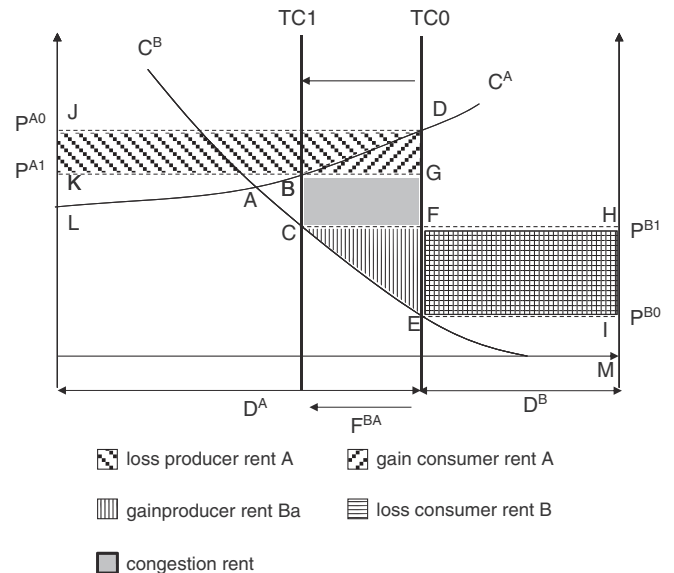 TC1 TC0
C^B
C^A
J D
P^A0
P^A1
K B G
A
L C F H
P^B1
E I P^B0
M
D^A D^B
F^BA
loss producer rent A gain consumer rent A
gainproducer rent Ba loss consumer rent B
congestion rent